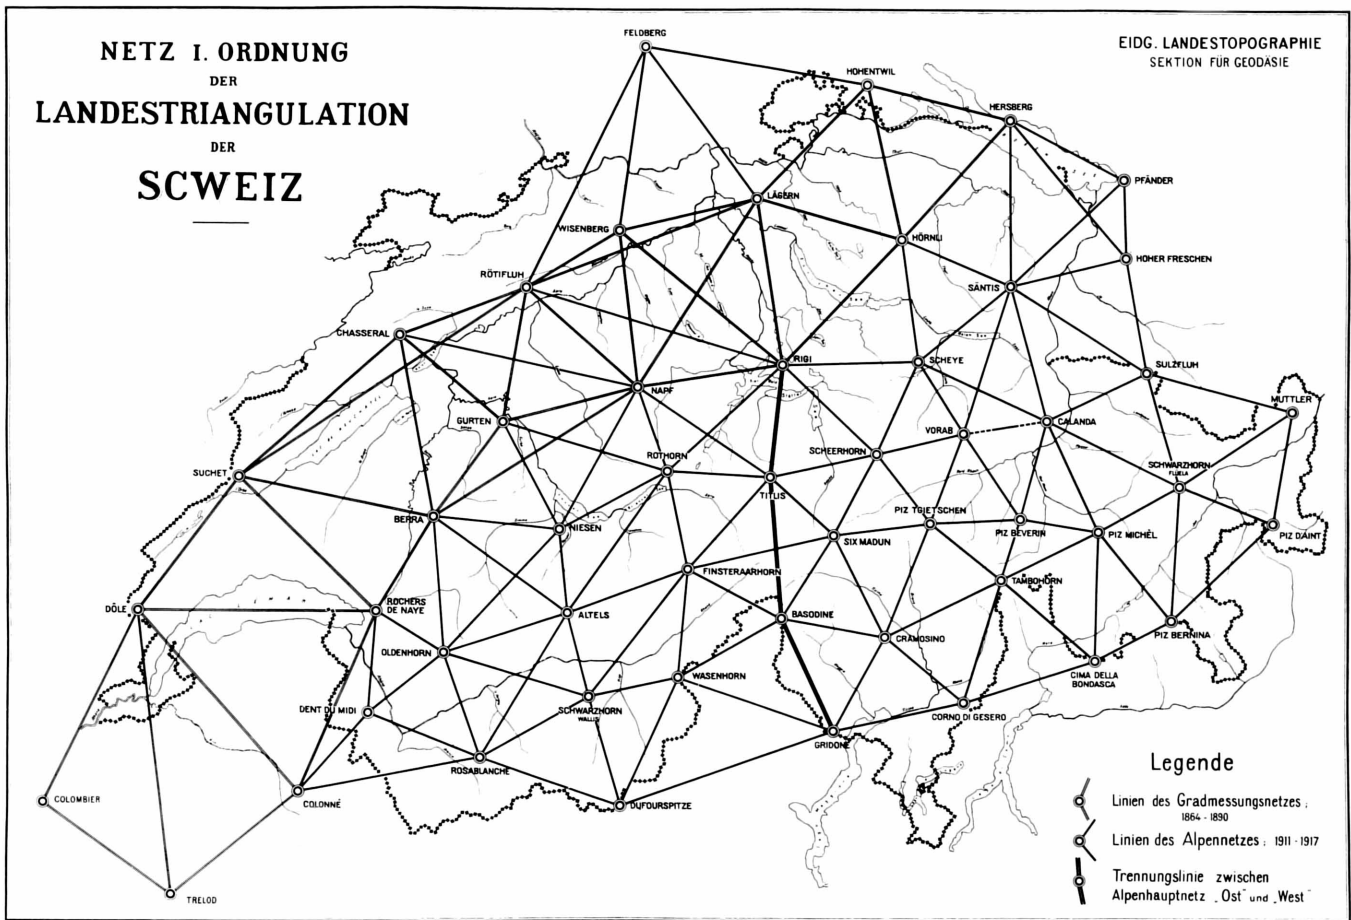 NETZ I. ORDNUNG
DER
LANDESTRIANGULATION
DER
SCWEIZ
EIDG. LANDESTOPOGRAPHIE
SEKTION FÜR GEODÄSIE
FELDBERG
HOHENTWIL
HERSBERG
PFÄNDER
LÄGERN
WISENBERG
HÖRNLI
HOHER FRESCHEN
RÖTIFLUH
SÄNTIS
CHASSERAL
RIGI
SCHEYE
SULZFLUH
NAPF
MUTTLER
GURTEN
VORAB
CALANDA
SCHEERHORN
ROTHORN
SUCHET
SCHWARZHORN
FLUELA
TITLIS
BERRA
NIESEN
PIZ TGIETSCHEN
PIZ BEVERIN
PIZ MICHÈL
PIZ D'AINT
SIX MADUN
FINSTERAARHORN
TAMBOHORN
DÔLE
ROCHERS
DE NAYE
ALTELS
BASODINE
CRAMOSINO
PIZ BERNINA
OLDENHORN
CIMA DELLA
BONDASCA
WASENHORN
DENT DU MIDI
SCHWARZHORN
WALLIS
CORNO DI GESERO
GRIDONE
ROSABLANCHE
COLOMBIER
COLONNÉ
DUFOURSPITZE
TRELOD
Legende
Linien des Gradmessungsnetzes;
1864 - 1890
Linien des Alpennetzes; 1911 - 1917
Trennungslinie zwischen
Alpenhauptnetz „Ost" und „West"